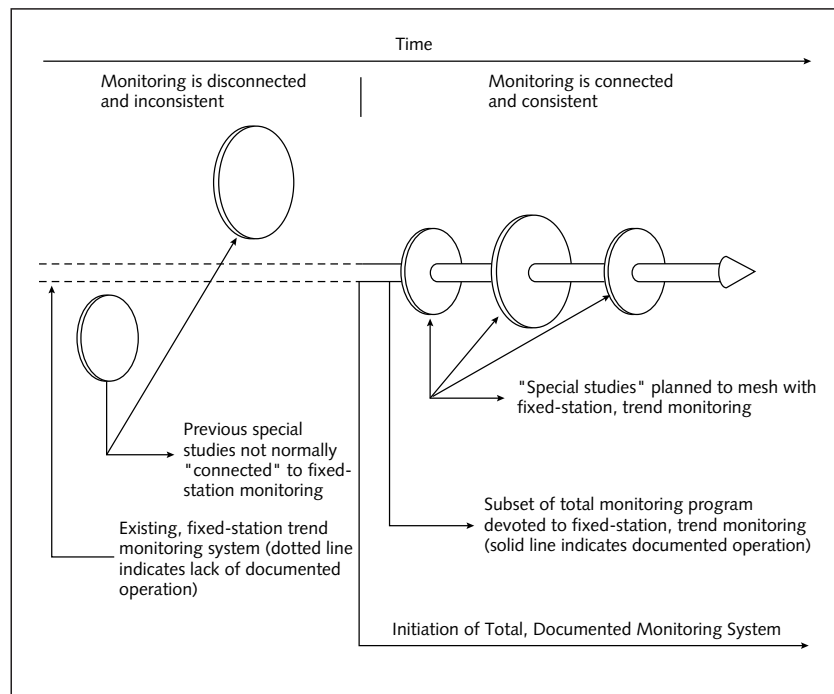 Time
Monitoring is disconnected
and inconsistent
Monitoring is connected
and consistent
"Special studies" planned to mesh with
fixed-station, trend monitoring
Previous special
studies not normally
"connected" to fixed-
station monitoring
Subset of total monitoring program
devoted to fixed-station, trend monitoring
(solid line indicates documented operation)
Existing, fixed-station trend
monitoring system (dotted line
indicates lack of documented
operation)
Initiation of Total, Documented Monitoring System